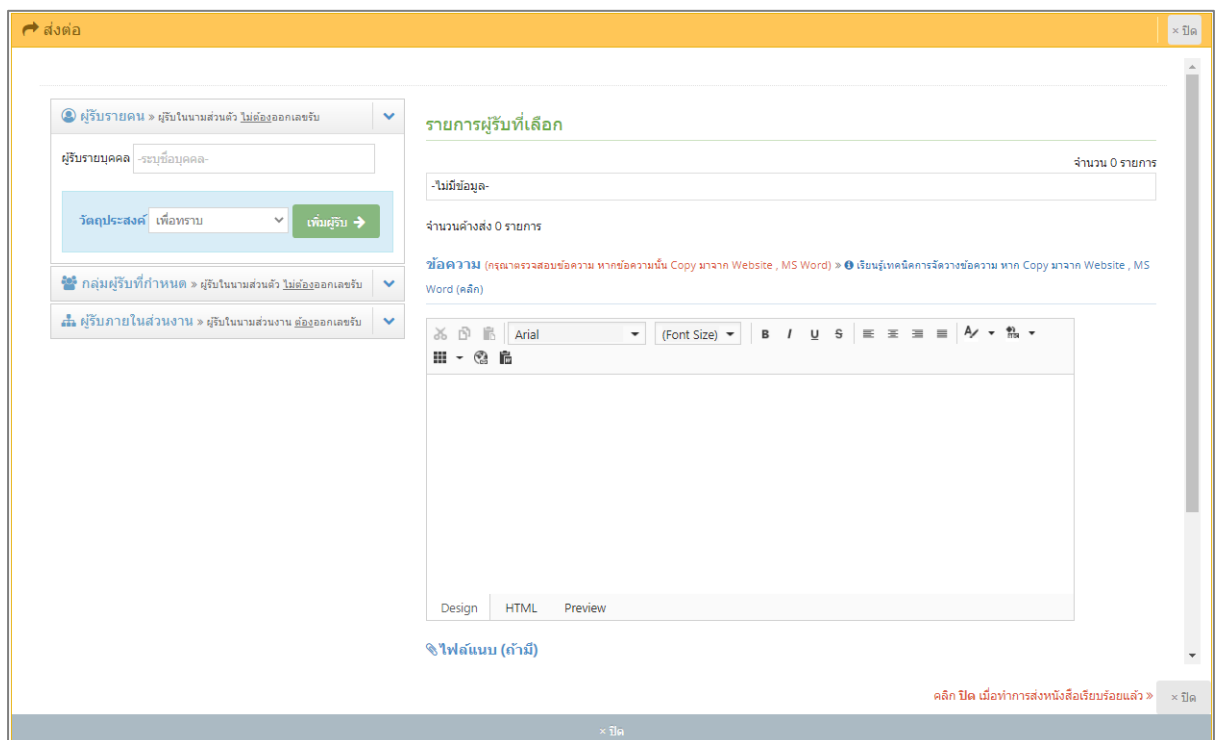 ส่งต่อ
× ปิด
ผู้รับรายคน » ผู้รับในนามส่วนตัว ไม่ต้องออกเลขรับ
ผู้รับรายบุคคล -ระบุชื่อบุคคล-
วัตถุประสงค์ เพื่อทราบ เพิ่มผู้รับ
กลุ่มผู้รับที่กำหนด » ผู้รับในนามส่วนตัว ไม่ต้องออกเลขรับ
ผู้รับภายในส่วนงาน » ผู้รับในนามส่วนงาน ต้องออกเลขรับ
รายการผู้รับที่เลือก
จำนวน 0 รายการ
-ไม่มีข้อมูล-
จำนวนค้างส่ง 0 รายการ
ข้อความ (กรุณาตรวจสอบข้อความ หากข้อความนั้น Copy มาจาก Website , MS Word) » เรียนรู้เทคนิคการจัดวางข้อความ หาก Copy มาจาก Website , MS
Word (คลิก)
Arial (Font Size) B I U S
Design HTML Preview
ไฟล์แนบ (ถ้ามี)
คลิก ปิด เมื่อทำการส่งหนังสือเรียบร้อยแล้ว » × ปิด
× ปิด